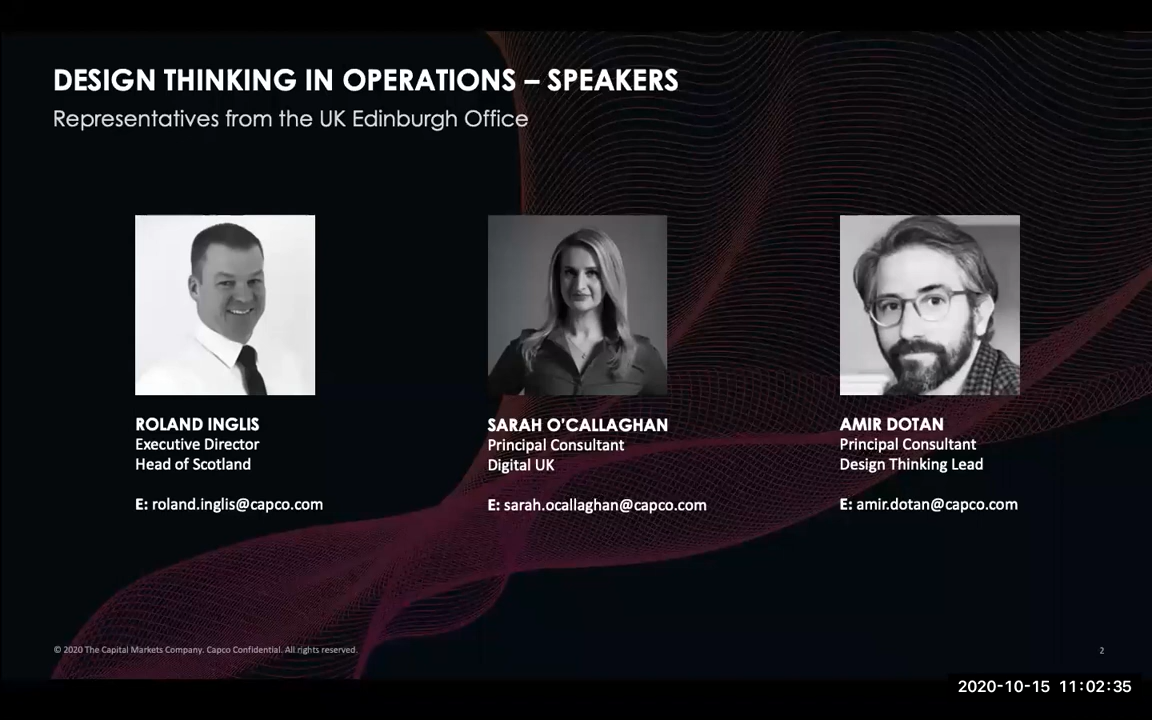 DESIGN THINKING IN OPERATIONS – SPEAKERS
Representatives from the UK Edinburgh Office
ROLAND INGLIS
Executive Director
Head of Scotland
E: roland.inglis@capco.com
SARAH O'CALLAGHAN
Principal Consultant
Digital UK
E: sarah.ocallaghan@capco.com
AMIR DOTAN
Principal Consultant
Design Thinking Lead
E: amir.dotan@capco.com
© 2020 The Capital Markets Company. Capco Confidential. All rights reserved.
2
2020-10-15 11:02:35